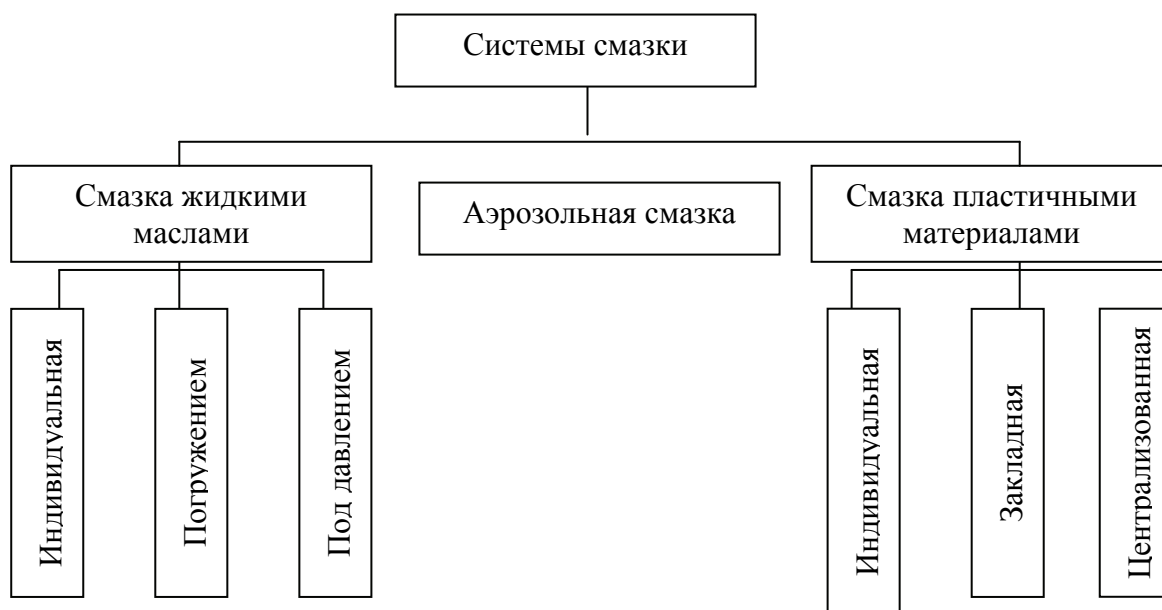 Системы смазки
Смазка жидкими
маслами
Аэрозольная смазка
Смазка пластичными
материалами
Индивидуальная
Погружением
Под давлением
Индивидуальная
Закладная
Централизованная